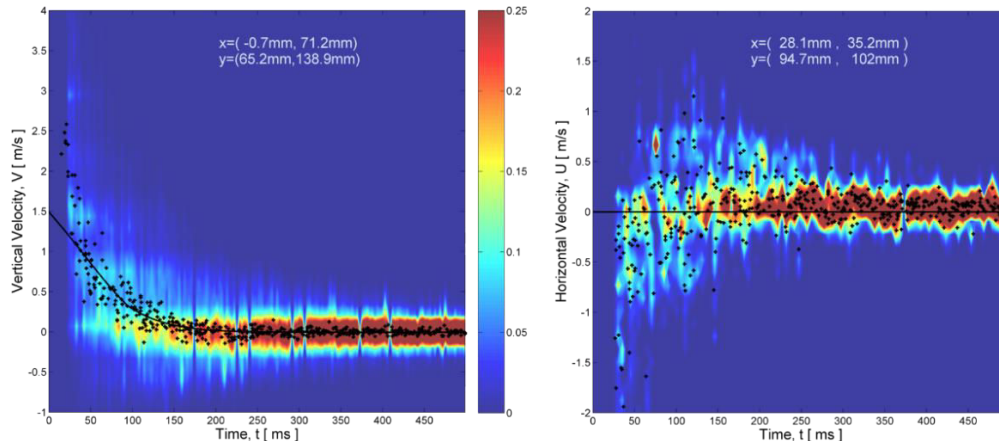 4
3.5
3
2.5
2
1.5
1
0.5
0
-0.5
-1
Vertical Velocity, V [ m/s ]
x=( -0.7mm, 71.2mm)
y=(65.2mm,138.9mm)
0 50 100 150 200 250 300 350 400 450
Time, t [ ms ]
0.25
0.2
0.15
0.1
0.05
0
2
1.5
1
0.5
0
-0.5
-1
-1.5
-2
Horizontal Velocity, U [ m/s ]
x=( 28.1mm , 35.2mm )
y=( 94.7mm , 102mm )
0 50 100 150 200 250 300 350 400 450
Time, t [ ms ]